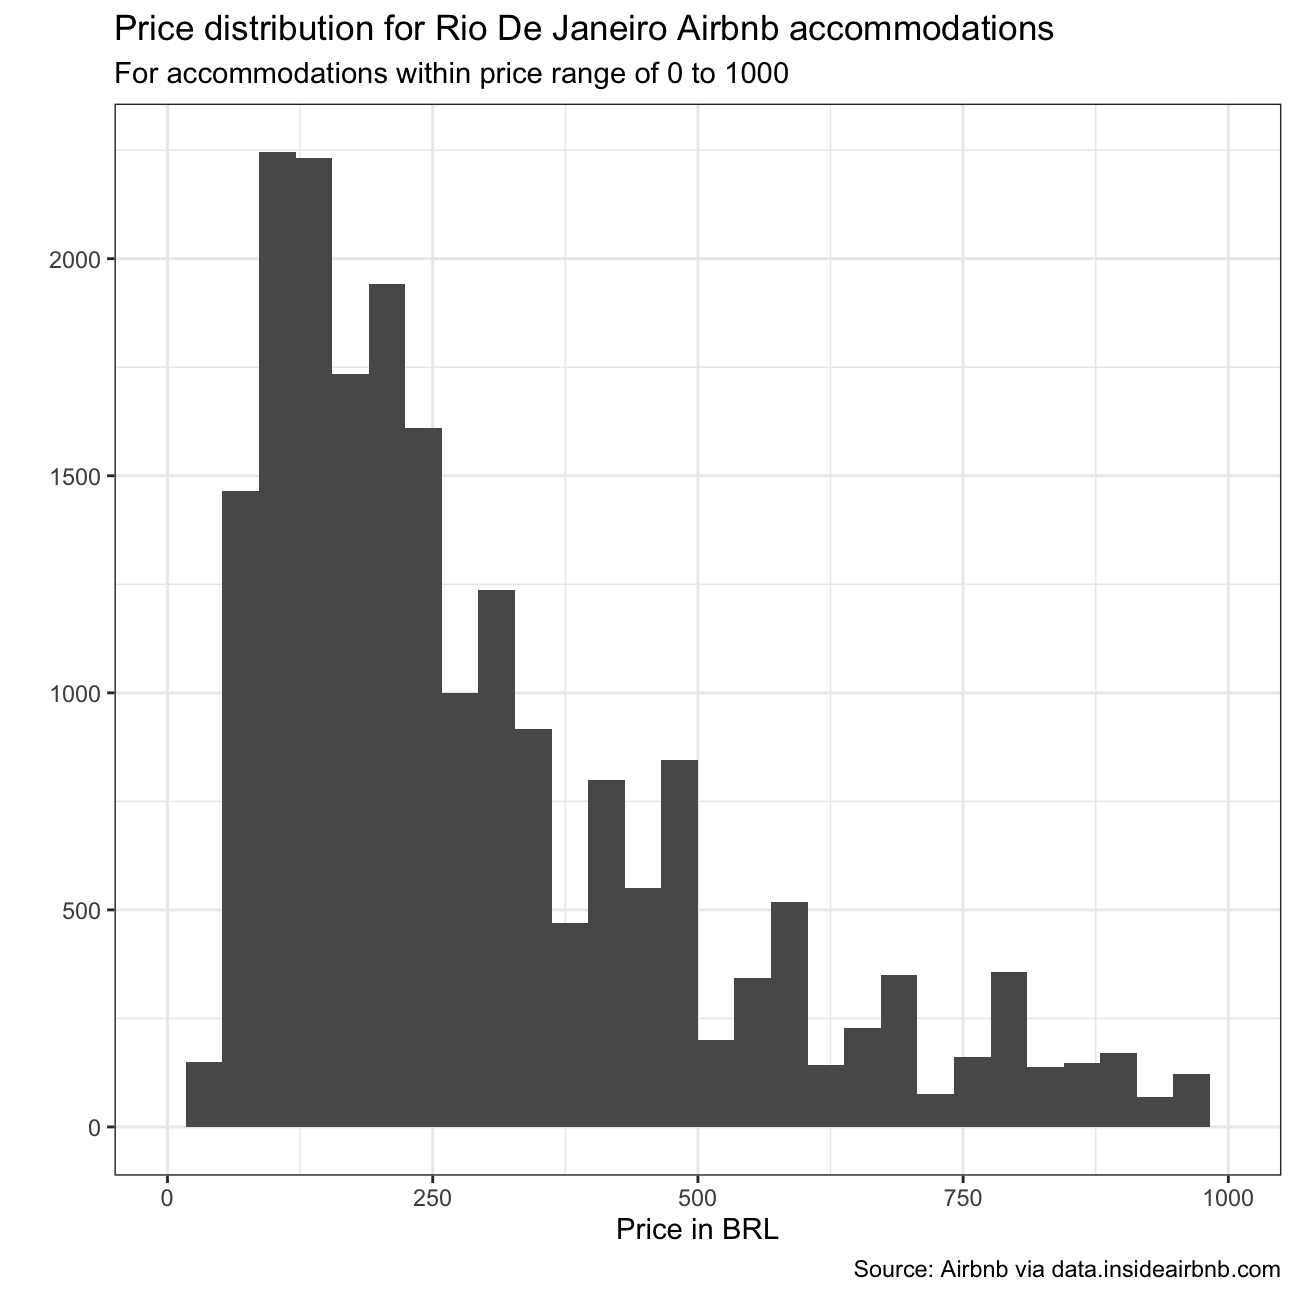 Price distribution for Rio De Janeiro Airbnb accommodations
For accommodations within price range of 0 to 1000
2000
1500
1000
500
0
0 250 500 750 1000
Price in BRL
Source: Airbnb via data.insideairbnb.com